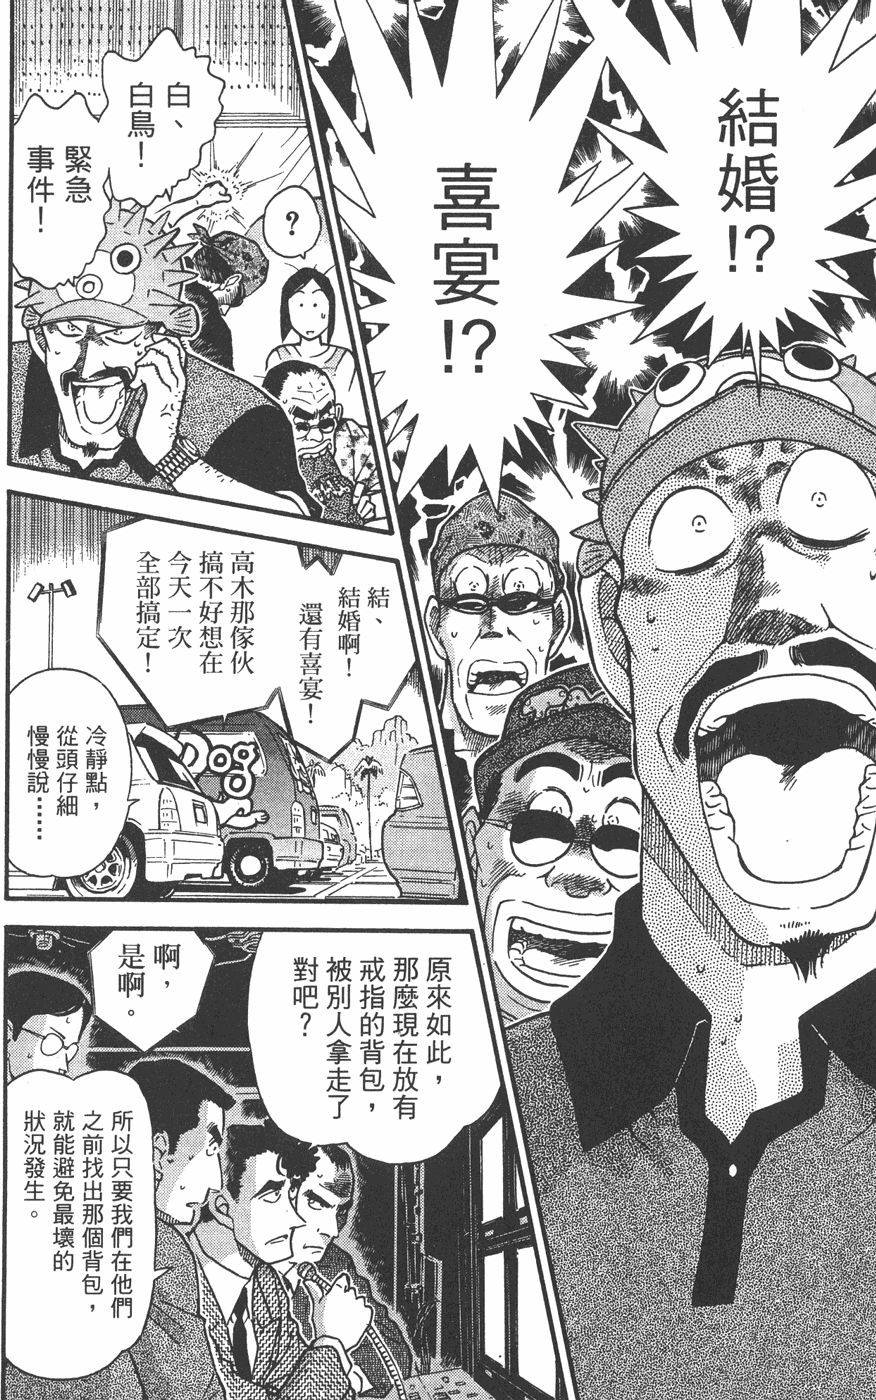 結婚!?
喜宴!?
白、
白鳥！
緊急
事件！
？
結、
結婚啊！
還有喜宴！
高木那傢伙
搞不好想在
今天一次
全部搞定！
冷靜點，
從頭仔細
慢慢說……
Dog
原來如此，
那麼現在放有
戒指的背包，
被別人拿走了
對吧？
啊，
是啊。
所以只要我們在他們
之前找出那個背包，
就能避免最壞的
狀況發生。